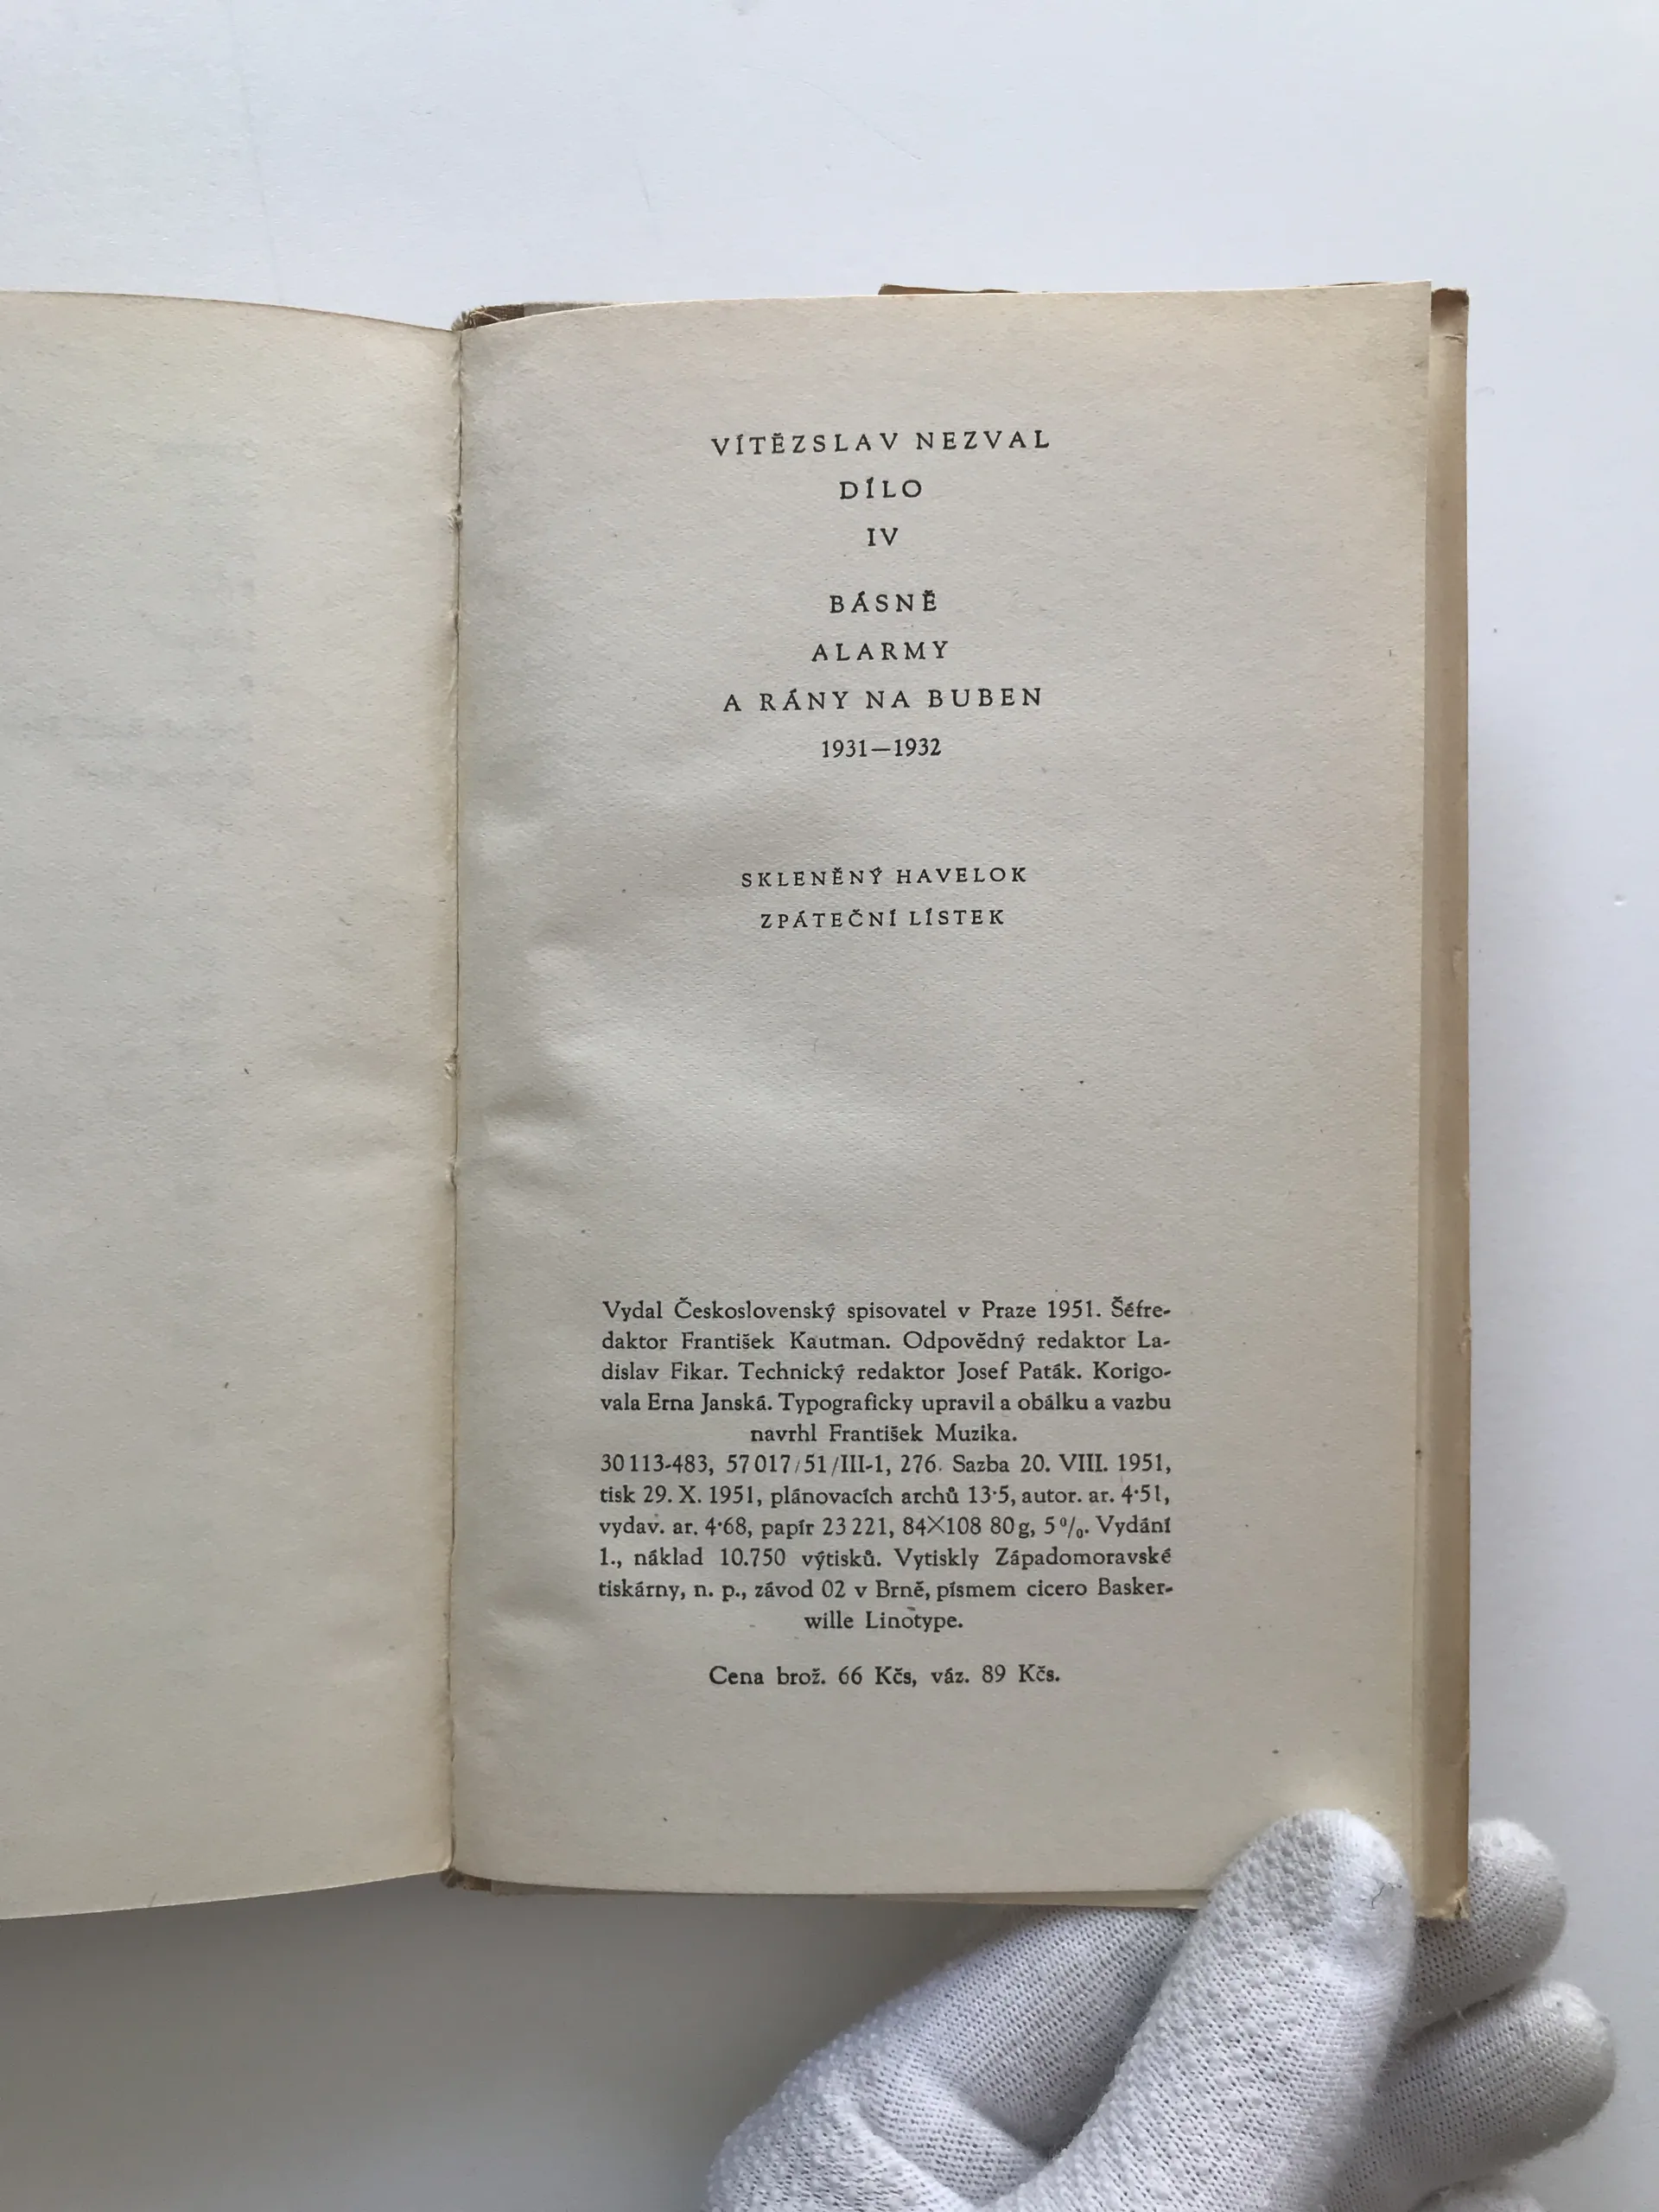 VÍTĚZSLAV NEZVAL
DÍLO
IV
BÁSNĚ
ALARMY
A RÁNY NA BUBEN
1931—1932
SKLENĚNÝ HAVELOK
ZPÁTEČNÍ LÍSTEK
Vydal Československý spisovatel v Praze 1951. Šéfre-
daktor František Kautman. Odpovědný redaktor La-
dislav Fikar. Technický redaktor Josef Paták. Korigo-
vala Erna Janská. Typograficky upravil a obálku a vazbu
navrhl František Muzika.
30 113-483, 57 017/51/III-1, 276. Sazba 20. VIII. 1951,
tisk 29. X. 1951, plánovacích archů 13·5, autor. ar. 4·51,
vydav. ar. 4·68, papír 23 221, 84×108 80 g, 5 %. Vydání
1., náklad 10.750 výtisků. Vytiskly Západomoravské
tiskárny, n. p., závod 02 v Brně, písmem cicero Basker-
wille Linotype.
Cena brož. 66 Kčs, váz. 89 Kčs.